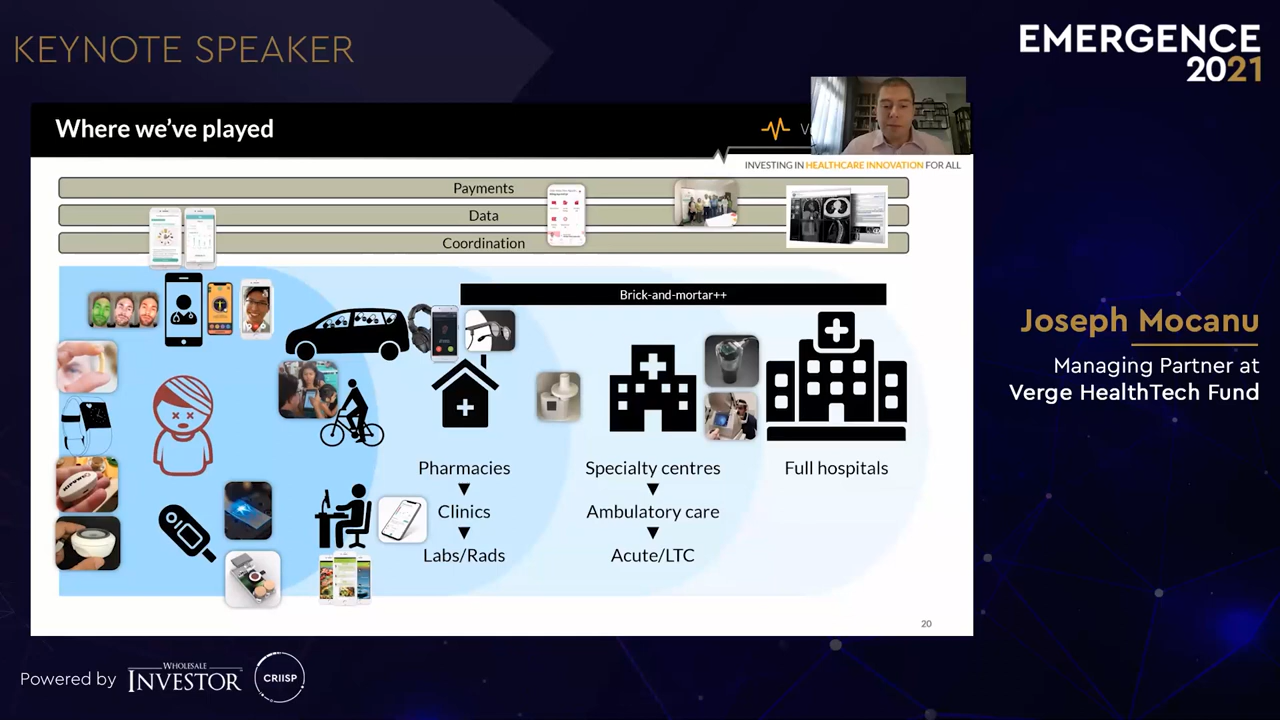 KEYNOTE SPEAKER
EMERGENCE
2021
Where we've played
INVESTING IN HEALTHCARE INNOVATION FOR ALL
Payments
Data
Coordination
Brick-and-mortar++
Pharmacies
Clinics
Labs/Rads
Specialty centres
Ambulatory care
Acute/LTC
Full hospitals
20
Joseph Mocanu
Managing Partner at
Verge HealthTech Fund
Powered by
WHOLESALE
INVESTOR
CRIISP